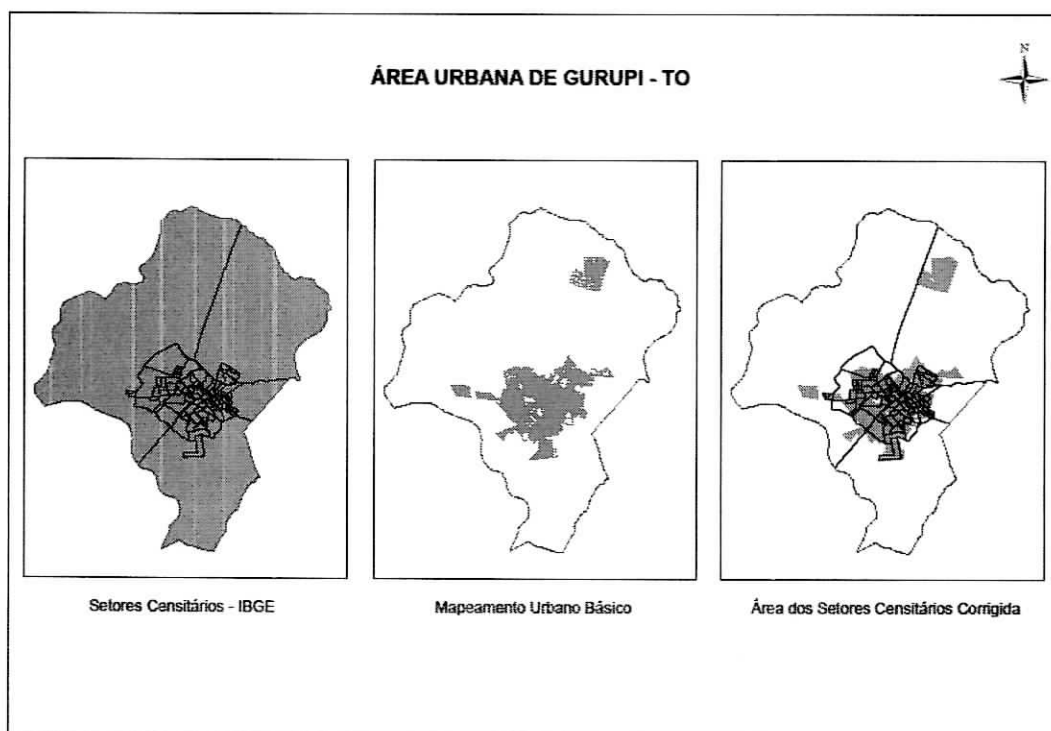 ÁREA URBANA DE GURUPI - TO
N
Setores Censitários - IBGE
Mapeamento Urbano Básico
Área dos Setores Censitários Corrigida